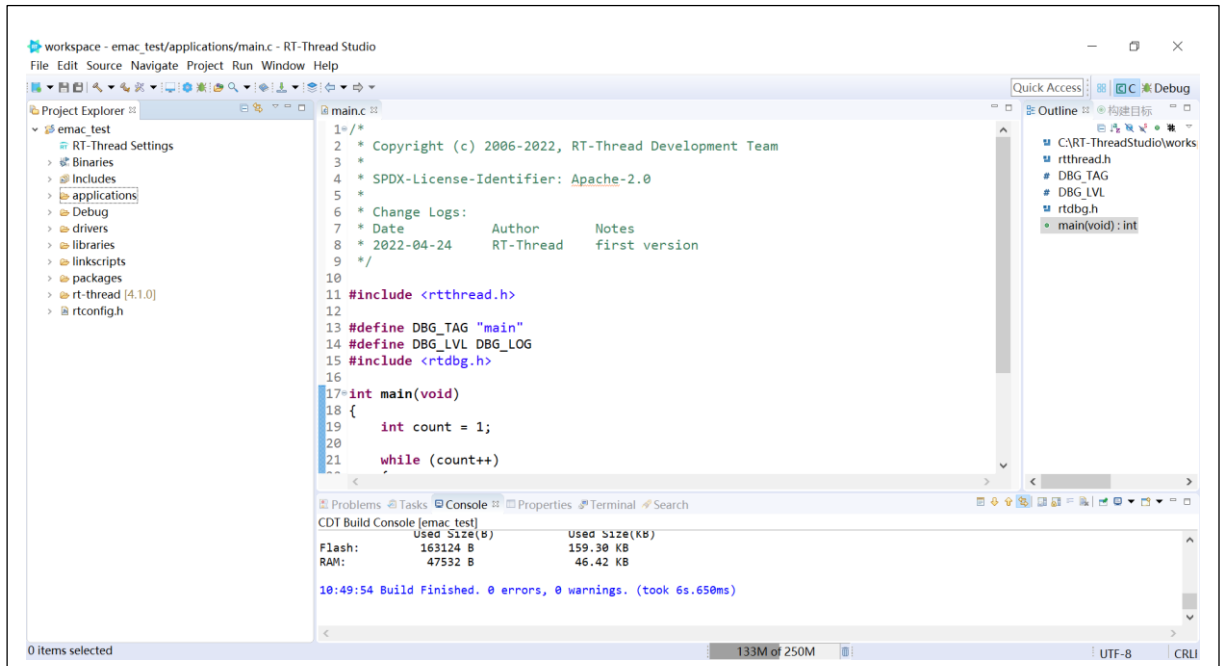 workspace - emac_test/applications/main.c - RT-Thread Studio
File Edit Source Navigate Project Run Window Help
Quick Access
C
Debug
Project Explorer
emac_test
RT-Thread Settings
Binaries
Includes
applications
Debug
drivers
libraries
linkscripts
packages
rt-thread [4.1.0]
rtconfig.h
main.c
1 /*
2 * Copyright (c) 2006-2022, RT-Thread Development Team
3 *
4 * SPDX-License-Identifier: Apache-2.0
5 *
6 * Change Logs:
7 * Date Author Notes
8 * 2022-04-24 RT-Thread first version
9 */
10
11 #include <rtthread.h>
12
13 #define DBG_TAG "main"
14 #define DBG_LVL DBG_LOG
15 #include <rtdbg.h>
16
17 int main(void)
18 {
19 int count = 1;
20
21 while (count++)
Outline 构建目标
C:\RT-ThreadStudio\works
rtthread.h
DBG_TAG
DBG_LVL
rtdbg.h
main(void) : int
Problems Tasks Console Properties Terminal Search
CDT Build Console [emac_test]
Used Size(B) Used Size(KB)
Flash: 163124 B 159.30 KB
RAM: 47532 B 46.42 KB
10:49:54 Build Finished. 0 errors, 0 warnings. (took 6s.650ms)
0 items selected
133M of 250M
UTF-8
CRLI